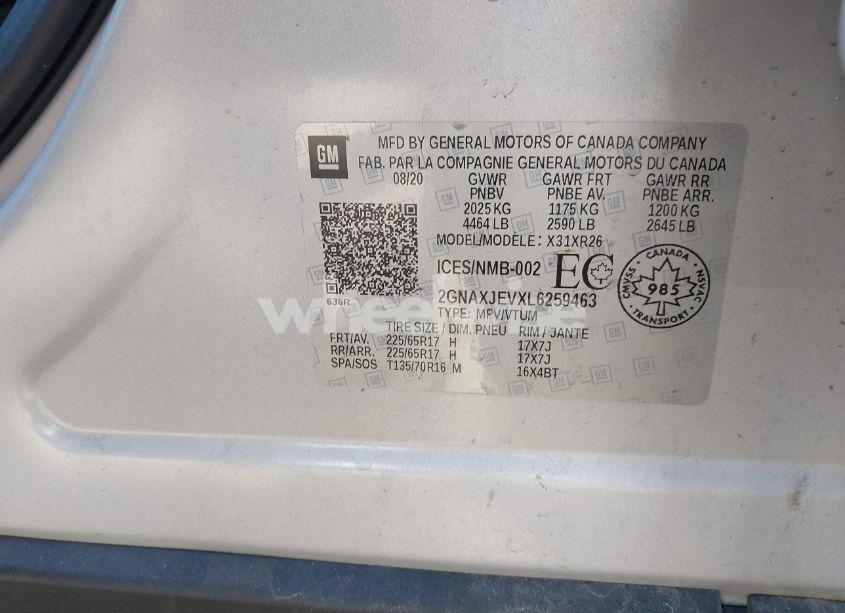 GM
MFD BY GENERAL MOTORS OF CANADA COMPANY
FAB. PAR LA COMPAGNIE GENERAL MOTORS DU CANADA
08/20 GVWR GAWR FRT GAWR RR
PNBV PNBE AV. PNBE ARR.
2025 KG 1175 KG 1200 KG
4464 LB 2590 LB 2645 LB
MODEL/MODÈLE: X31XR26
ICES/NMB-002 EC
CANADA
CMVSS 985 NSVAC
TRANSPORT
636R
2GNAXJEVXL6259463
TYPE: MPV/VTUM
TIRE SIZE / DIM. PNEU RIM / JANTE
FRT/AV. 225/65R17 H 17X7J
RR/ARR. 225/65R17 H 17X7J
SPA/SOS T135/70R16 M 16X4BT